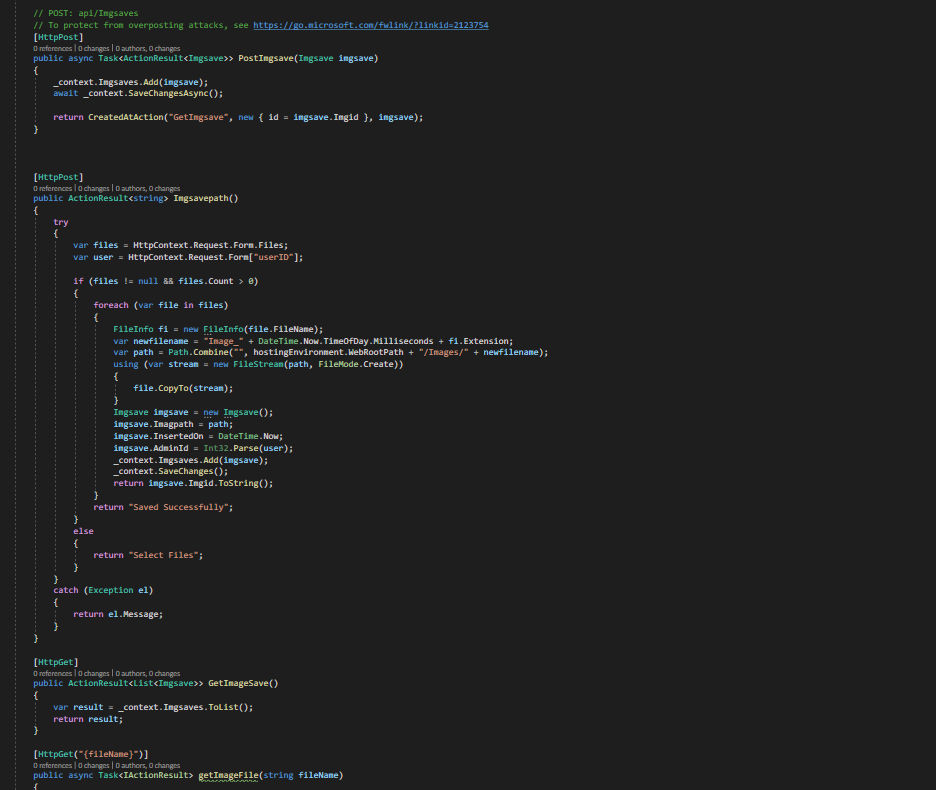 // POST: api/Imgsaves
// To protect from overposting attacks, see https://go.microsoft.com/fwlink/?linkid=2123754
[HttpPost]
0 references | 0 changes | 0 authors, 0 changes
public async Task<ActionResult<Imgsave>> PostImgsave(Imgsave imgsave)
{
_context.Imgsaves.Add(imgsave);
await _context.SaveChangesAsync();
return CreatedAtAction("GetImgsave", new { id = imgsave.Imgid }, imgsave);
}
[HttpPost]
0 references | 0 changes | 0 authors, 0 changes
public ActionResult<string> Imgsavepath()
{
try
{
var files = HttpContext.Request.Form.Files;
var user = HttpContext.Request.Form["userID"];
if (files != null && files.Count > 0)
{
foreach (var file in files)
{
FileInfo fi = new FileInfo(file.FileName);
var newfilename = "Image_" + DateTime.Now.TimeOfDay.Milliseconds + fi.Extension;
var path = Path.Combine("", hostingEnvironment.WebRootPath + "/Images/" + newfilename);
using (var stream = new FileStream(path, FileMode.Create))
{
file.CopyTo(stream);
}
Imgsave imgsave = new Imgsave();
imgsave.Imagpath = path;
imgsave.InsertedOn = DateTime.Now;
imgsave.AdminId = Int32.Parse(user);
_context.Imgsaves.Add(imgsave);
_context.SaveChanges();
return imgsave.Imgid.ToString();
}
return "Saved Successfully";
}
else
{
return "Select Files";
}
}
catch (Exception el)
{
return el.Message;
}
}
[HttpGet]
0 references | 0 changes | 0 authors, 0 changes
public ActionResult<List<Imgsave>> GetImageSave()
{
var result = _context.Imgsaves.ToList();
return result;
}
[HttpGet("{fileName}")]
0 references | 0 changes | 0 authors, 0 changes
public async Task<IActionResult> getImageFile(string fileName)
{